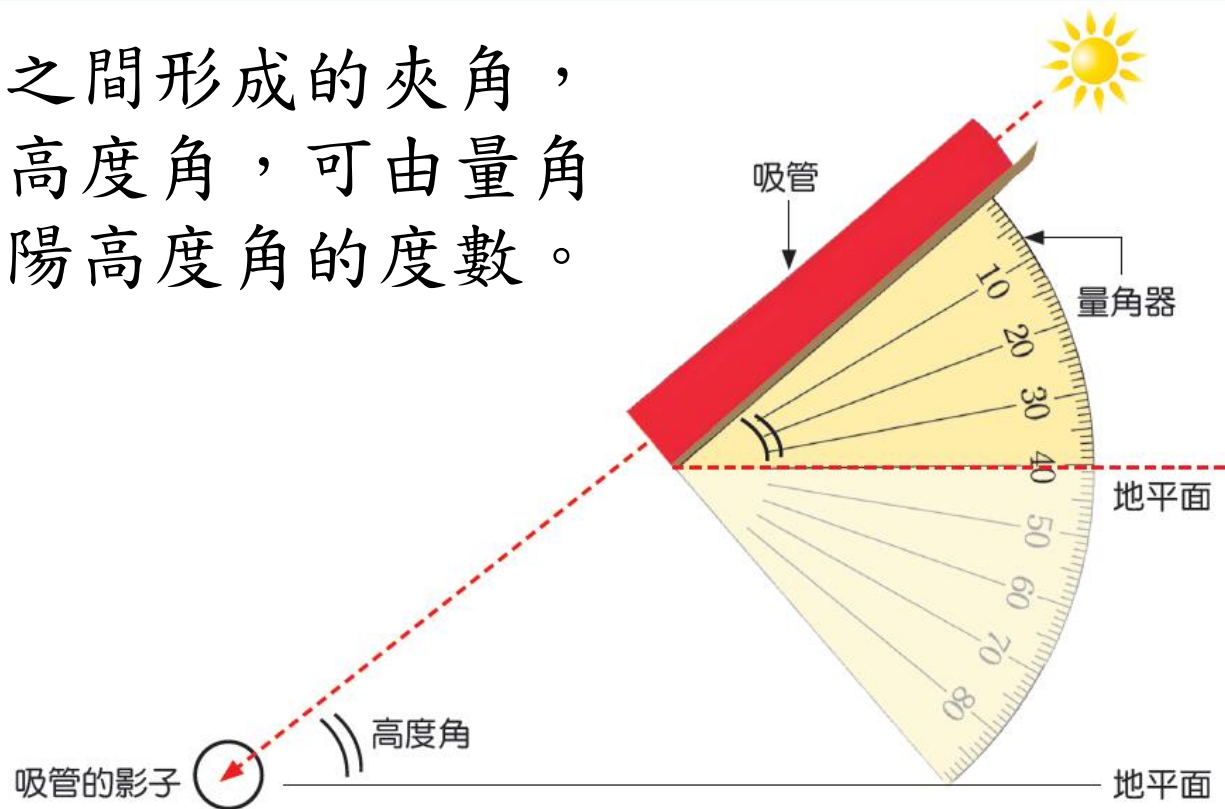 之間形成的夾角，
高度角，可由量角
陽高度角的度數。
吸管
量角器
10
20
30
40
地平面
50
60
70
80
高度角
吸管的影子
地平面